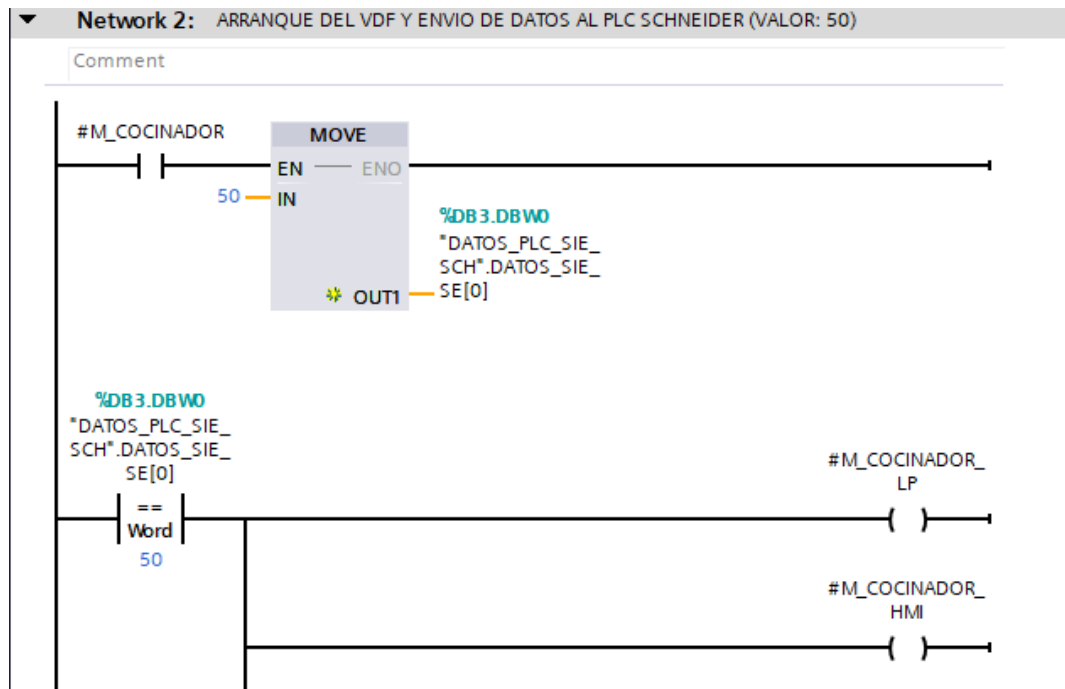 Network 2: ARRANQUE DEL VDF Y ENVIO DE DATOS AL PLC SCHNEIDER (VALOR: 50)
Comment
#M_COCINADOR
MOVE
EN ENO
50 IN
%DB3.DBW0
"DATOS_PLC_SIE_
SCH".DATOS_SIE_
SE[0]
OUT1
%DB3.DBW0
"DATOS_PLC_SIE_
SCH".DATOS_SIE_
SE[0]
==
Word
50
#M_COCINADOR_
LP
#M_COCINADOR_
HMI